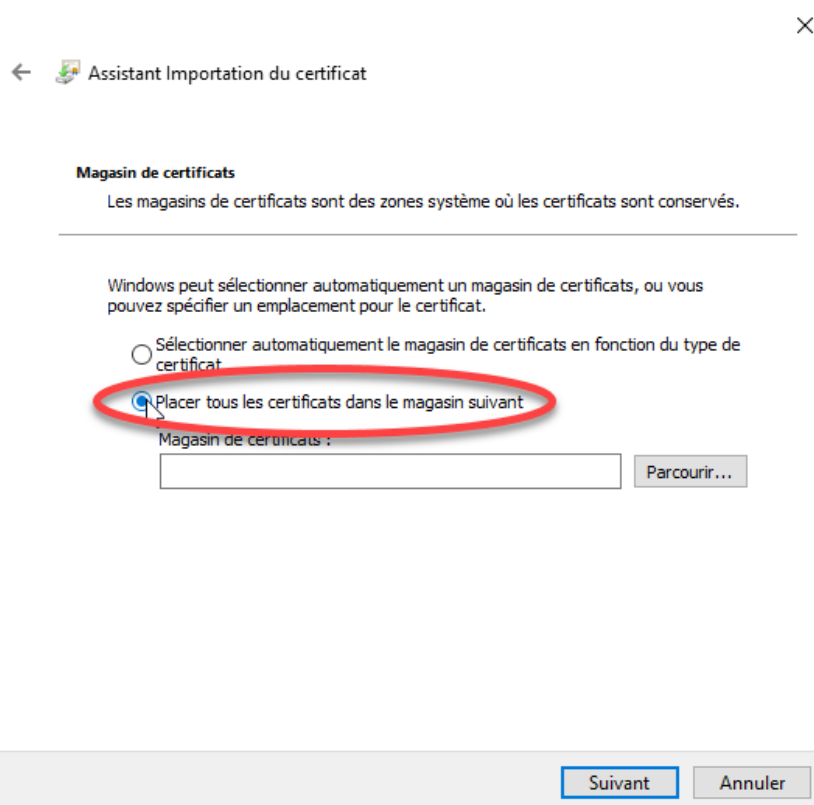 Assistant Importation du certificat
Magasin de certificats
Les magasins de certificats sont des zones système où les certificats sont conservés.
Windows peut sélectionner automatiquement un magasin de certificats, ou vous
pouvez spécifier un emplacement pour le certificat.
Sélectionner automatiquement le magasin de certificats en fonction du type de
certificat
Placer tous les certificats dans le magasin suivant
Magasin de certificats :
Parcourir...
Suivant
Annuler